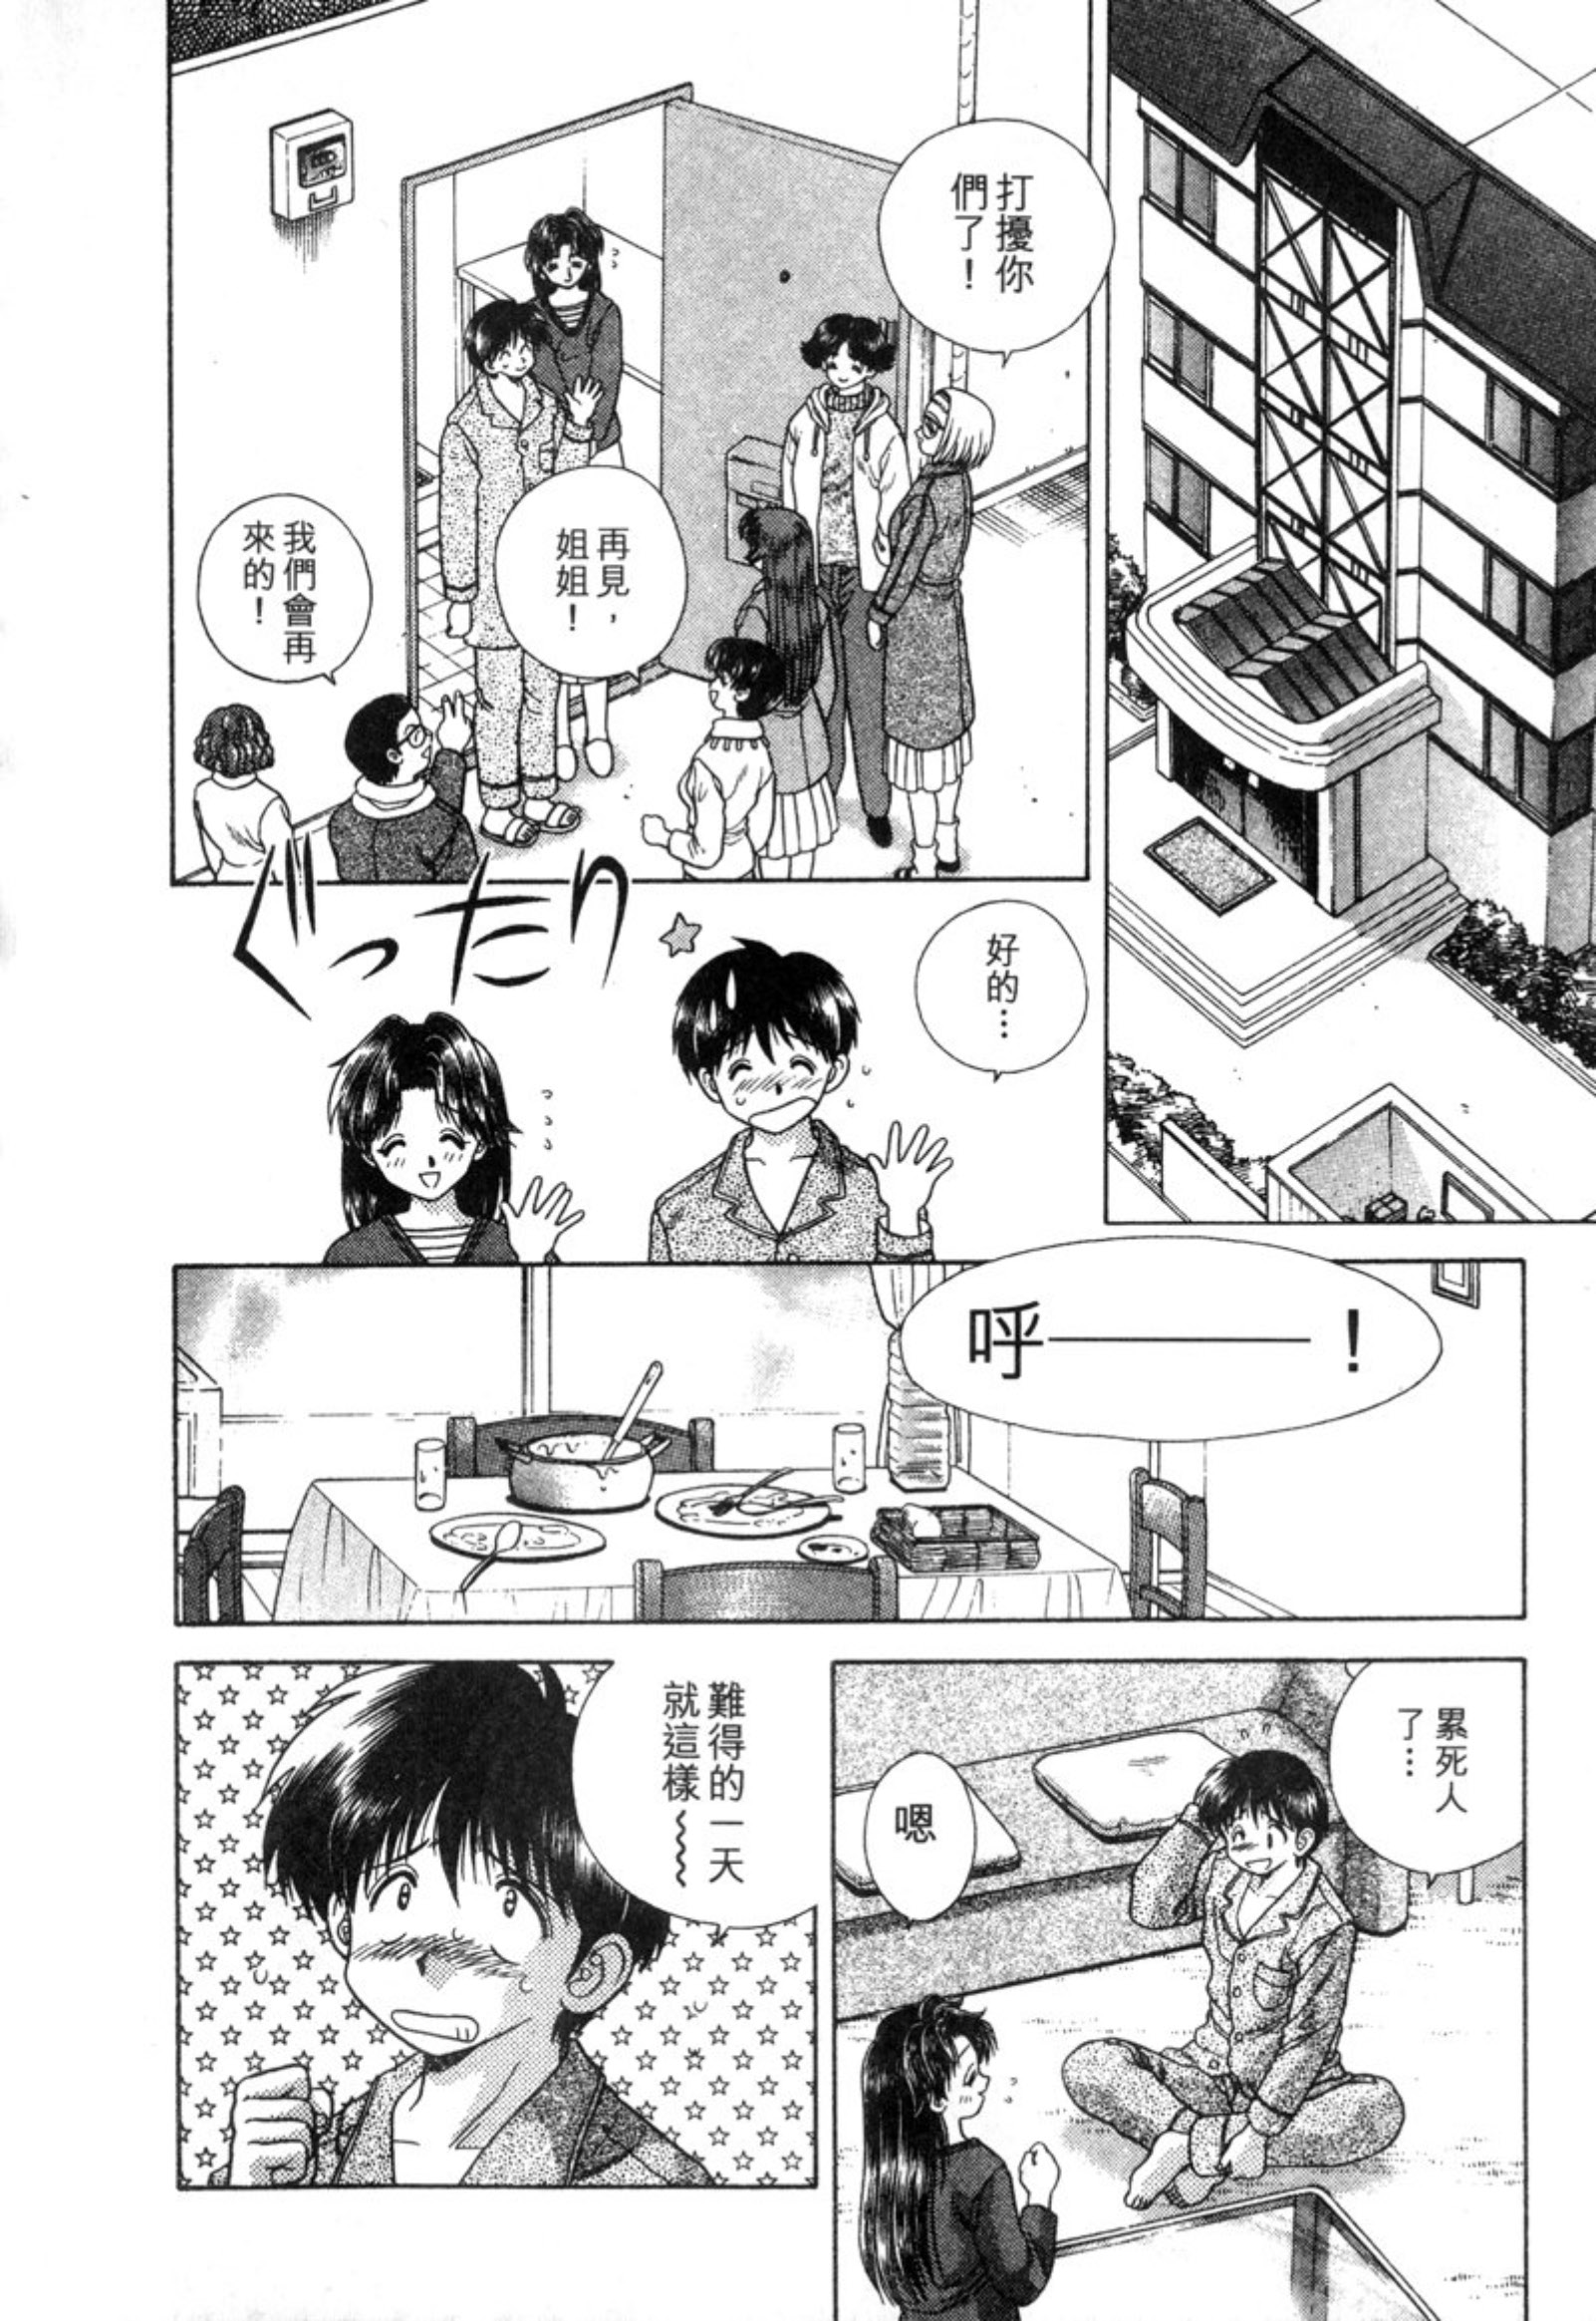 打擾你
們了！
再見，
姐姐！
我們會再
來的！
ぐったり
好的…
呼——！
累死人
了…
嗯
難得的一天
就這樣～～